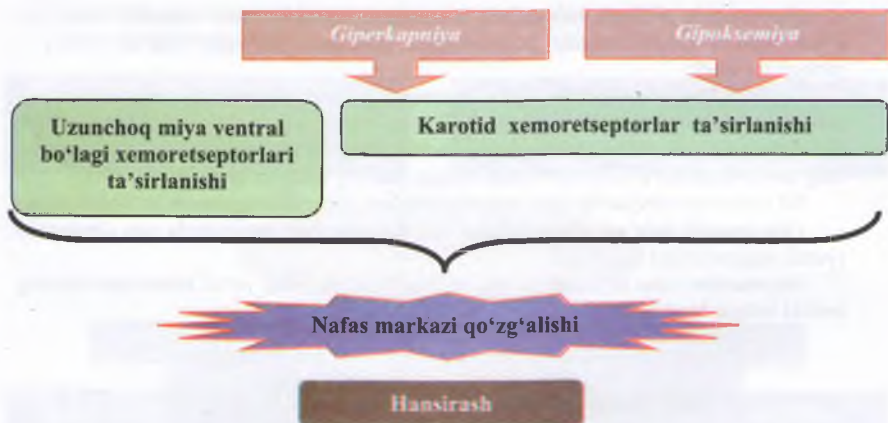 Giperkapniya
Gipoksemiya
Uzunchoq miya ventral
bo‘lagi xemoretseptorlari
ta’sirlanishi
Karotid xemoretseptorlar ta’sirlanishi
Nafas markazi qo‘zg‘alishi
Hansirash